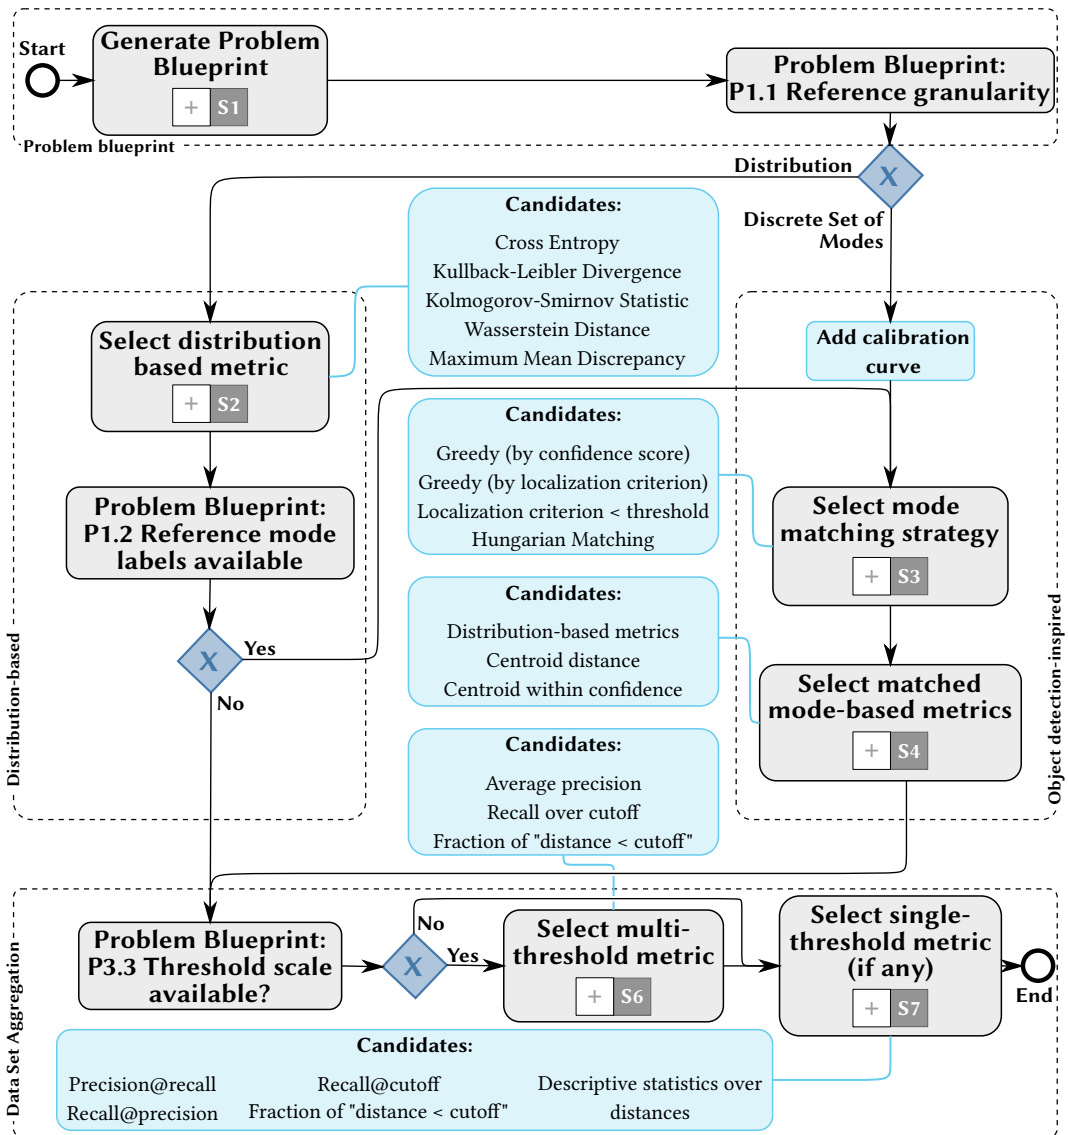 Start
Generate Problem
Blueprint
+ S1
Problem Blueprint:
P1.1 Reference granularity
Problem blueprint
X
Distribution
Discrete Set of
Modes
Candidates:
Cross Entropy
Kullback-Leibler Divergence
Kolmogorov-Smirnov Statistic
Wasserstein Distance
Maximum Mean Discrepancy
Select distribution
based metric
+ S2
Add calibration
curve
Candidates:
Greedy (by confidence score)
Greedy (by localization criterion)
Localization criterion < threshold
Hungarian Matching
Problem Blueprint:
P1.2 Reference mode
labels available
Select mode
matching strategy
+ S3
X
Yes
No
Candidates:
Distribution-based metrics
Centroid distance
Centroid within confidence
Select matched
mode-based metrics
+ S4
Distribution-based
Object detection-inspired
Candidates:
Average precision
Recall over cutoff
Fraction of "distance < cutoff"
Problem Blueprint:
P3.3 Threshold scale
available?
X
No
Yes
Select multi-
threshold metric
+ S6
Select single-
threshold metric
(if any)
+ S7
End
Data Set Aggregation
Candidates:
Precision@recall
Recall@precision
Recall@cutoff
Fraction of "distance < cutoff"
Descriptive statistics over
distances